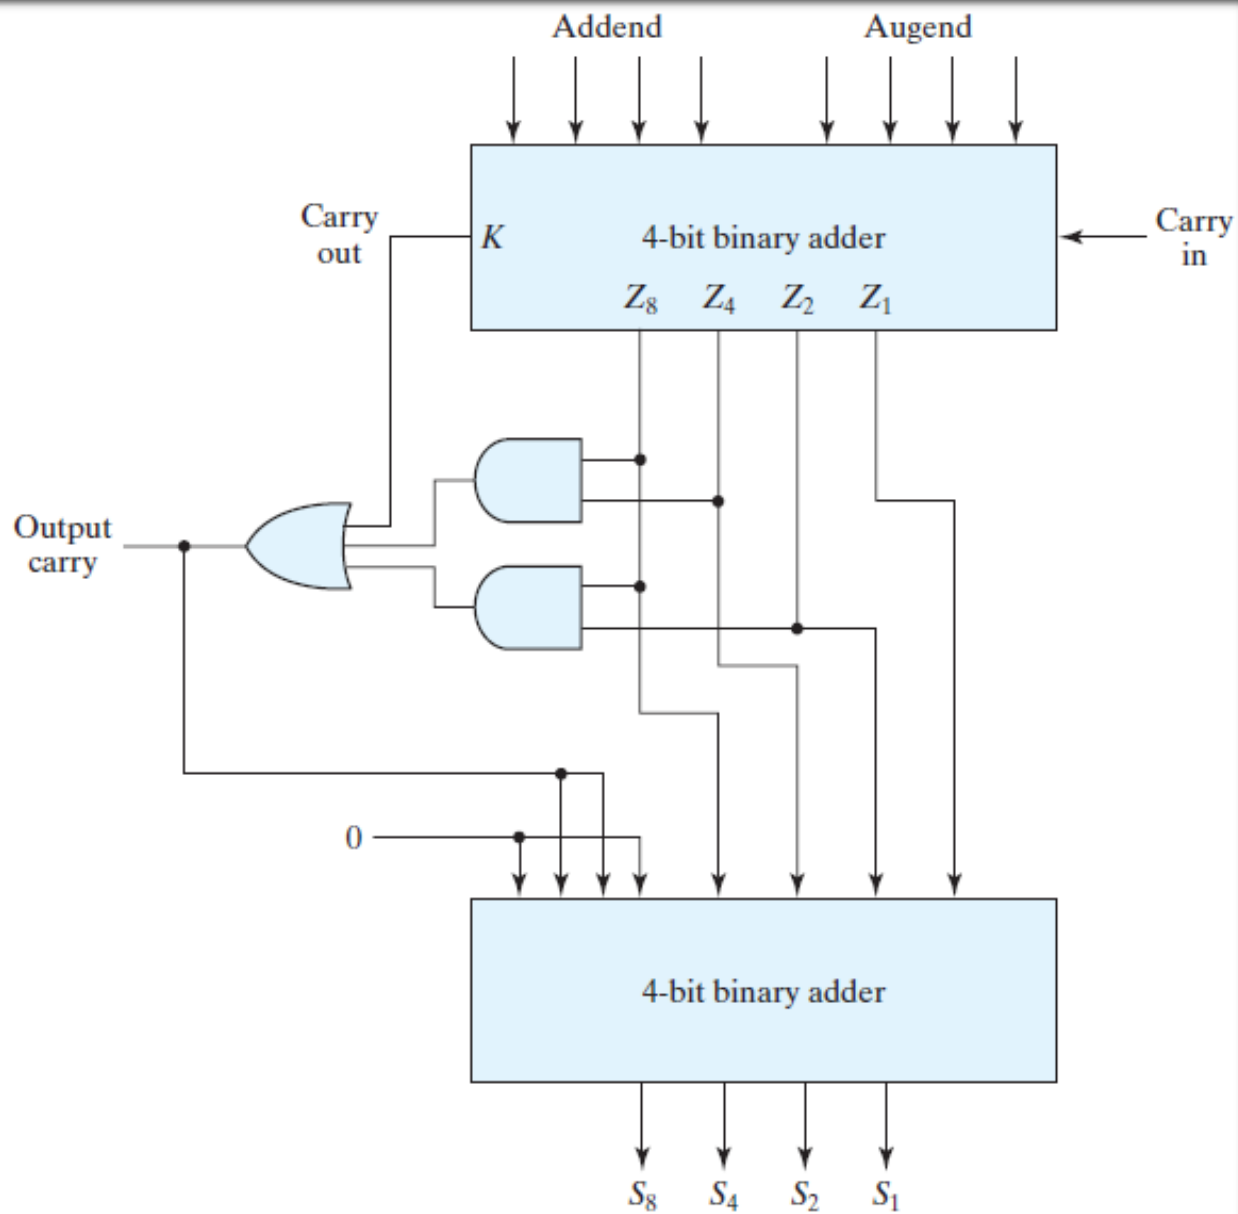 Addend
Augend
Carry
out
K
4-bit binary adder
Carry
in
Z8 Z4 Z2 Z1
Output
carry
0
4-bit binary adder
S8 S4 S2 S1